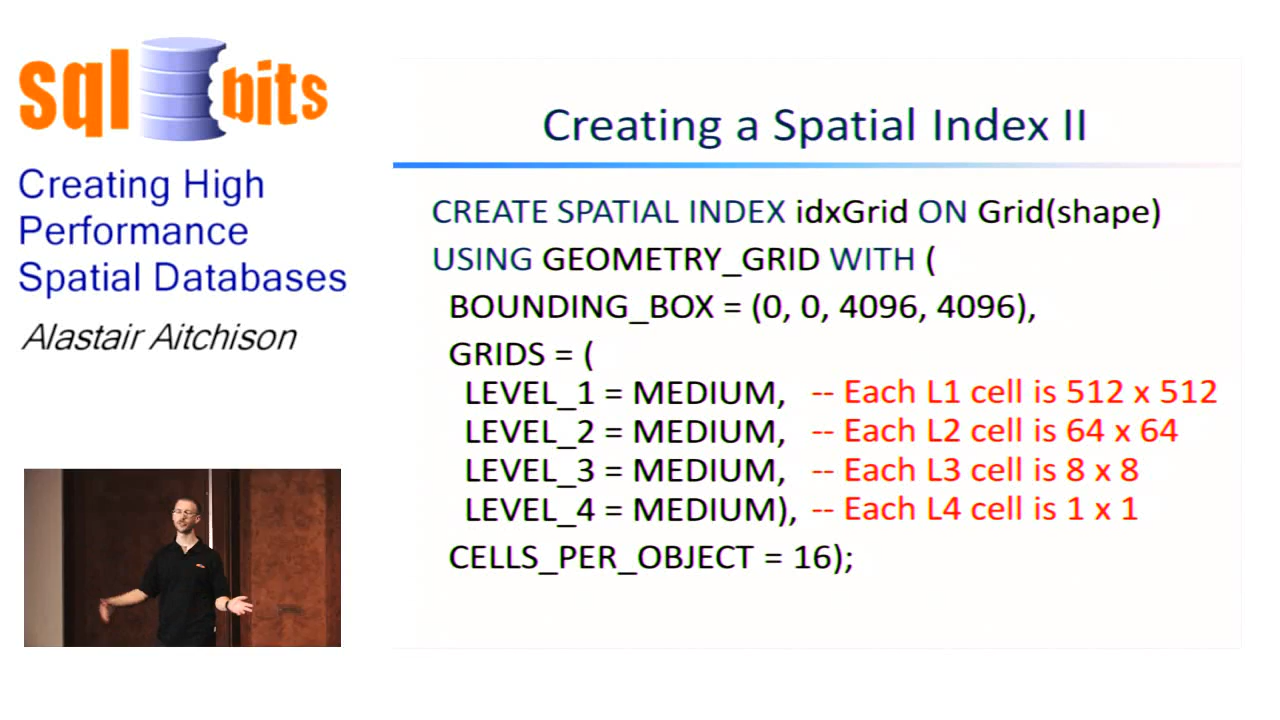 sql bits
Creating High
Performance
Spatial Databases
Alastair Aitchison
Creating a Spatial Index II
CREATE SPATIAL INDEX idxGrid ON Grid(shape)
USING GEOMETRY_GRID WITH (
BOUNDING_BOX = (0, 0, 4096, 4096),
GRIDS = (
LEVEL_1 = MEDIUM, -- Each L1 cell is 512 x 512
LEVEL_2 = MEDIUM, -- Each L2 cell is 64 x 64
LEVEL_3 = MEDIUM, -- Each L3 cell is 8 x 8
LEVEL_4 = MEDIUM), -- Each L4 cell is 1 x 1
CELLS_PER_OBJECT = 16);